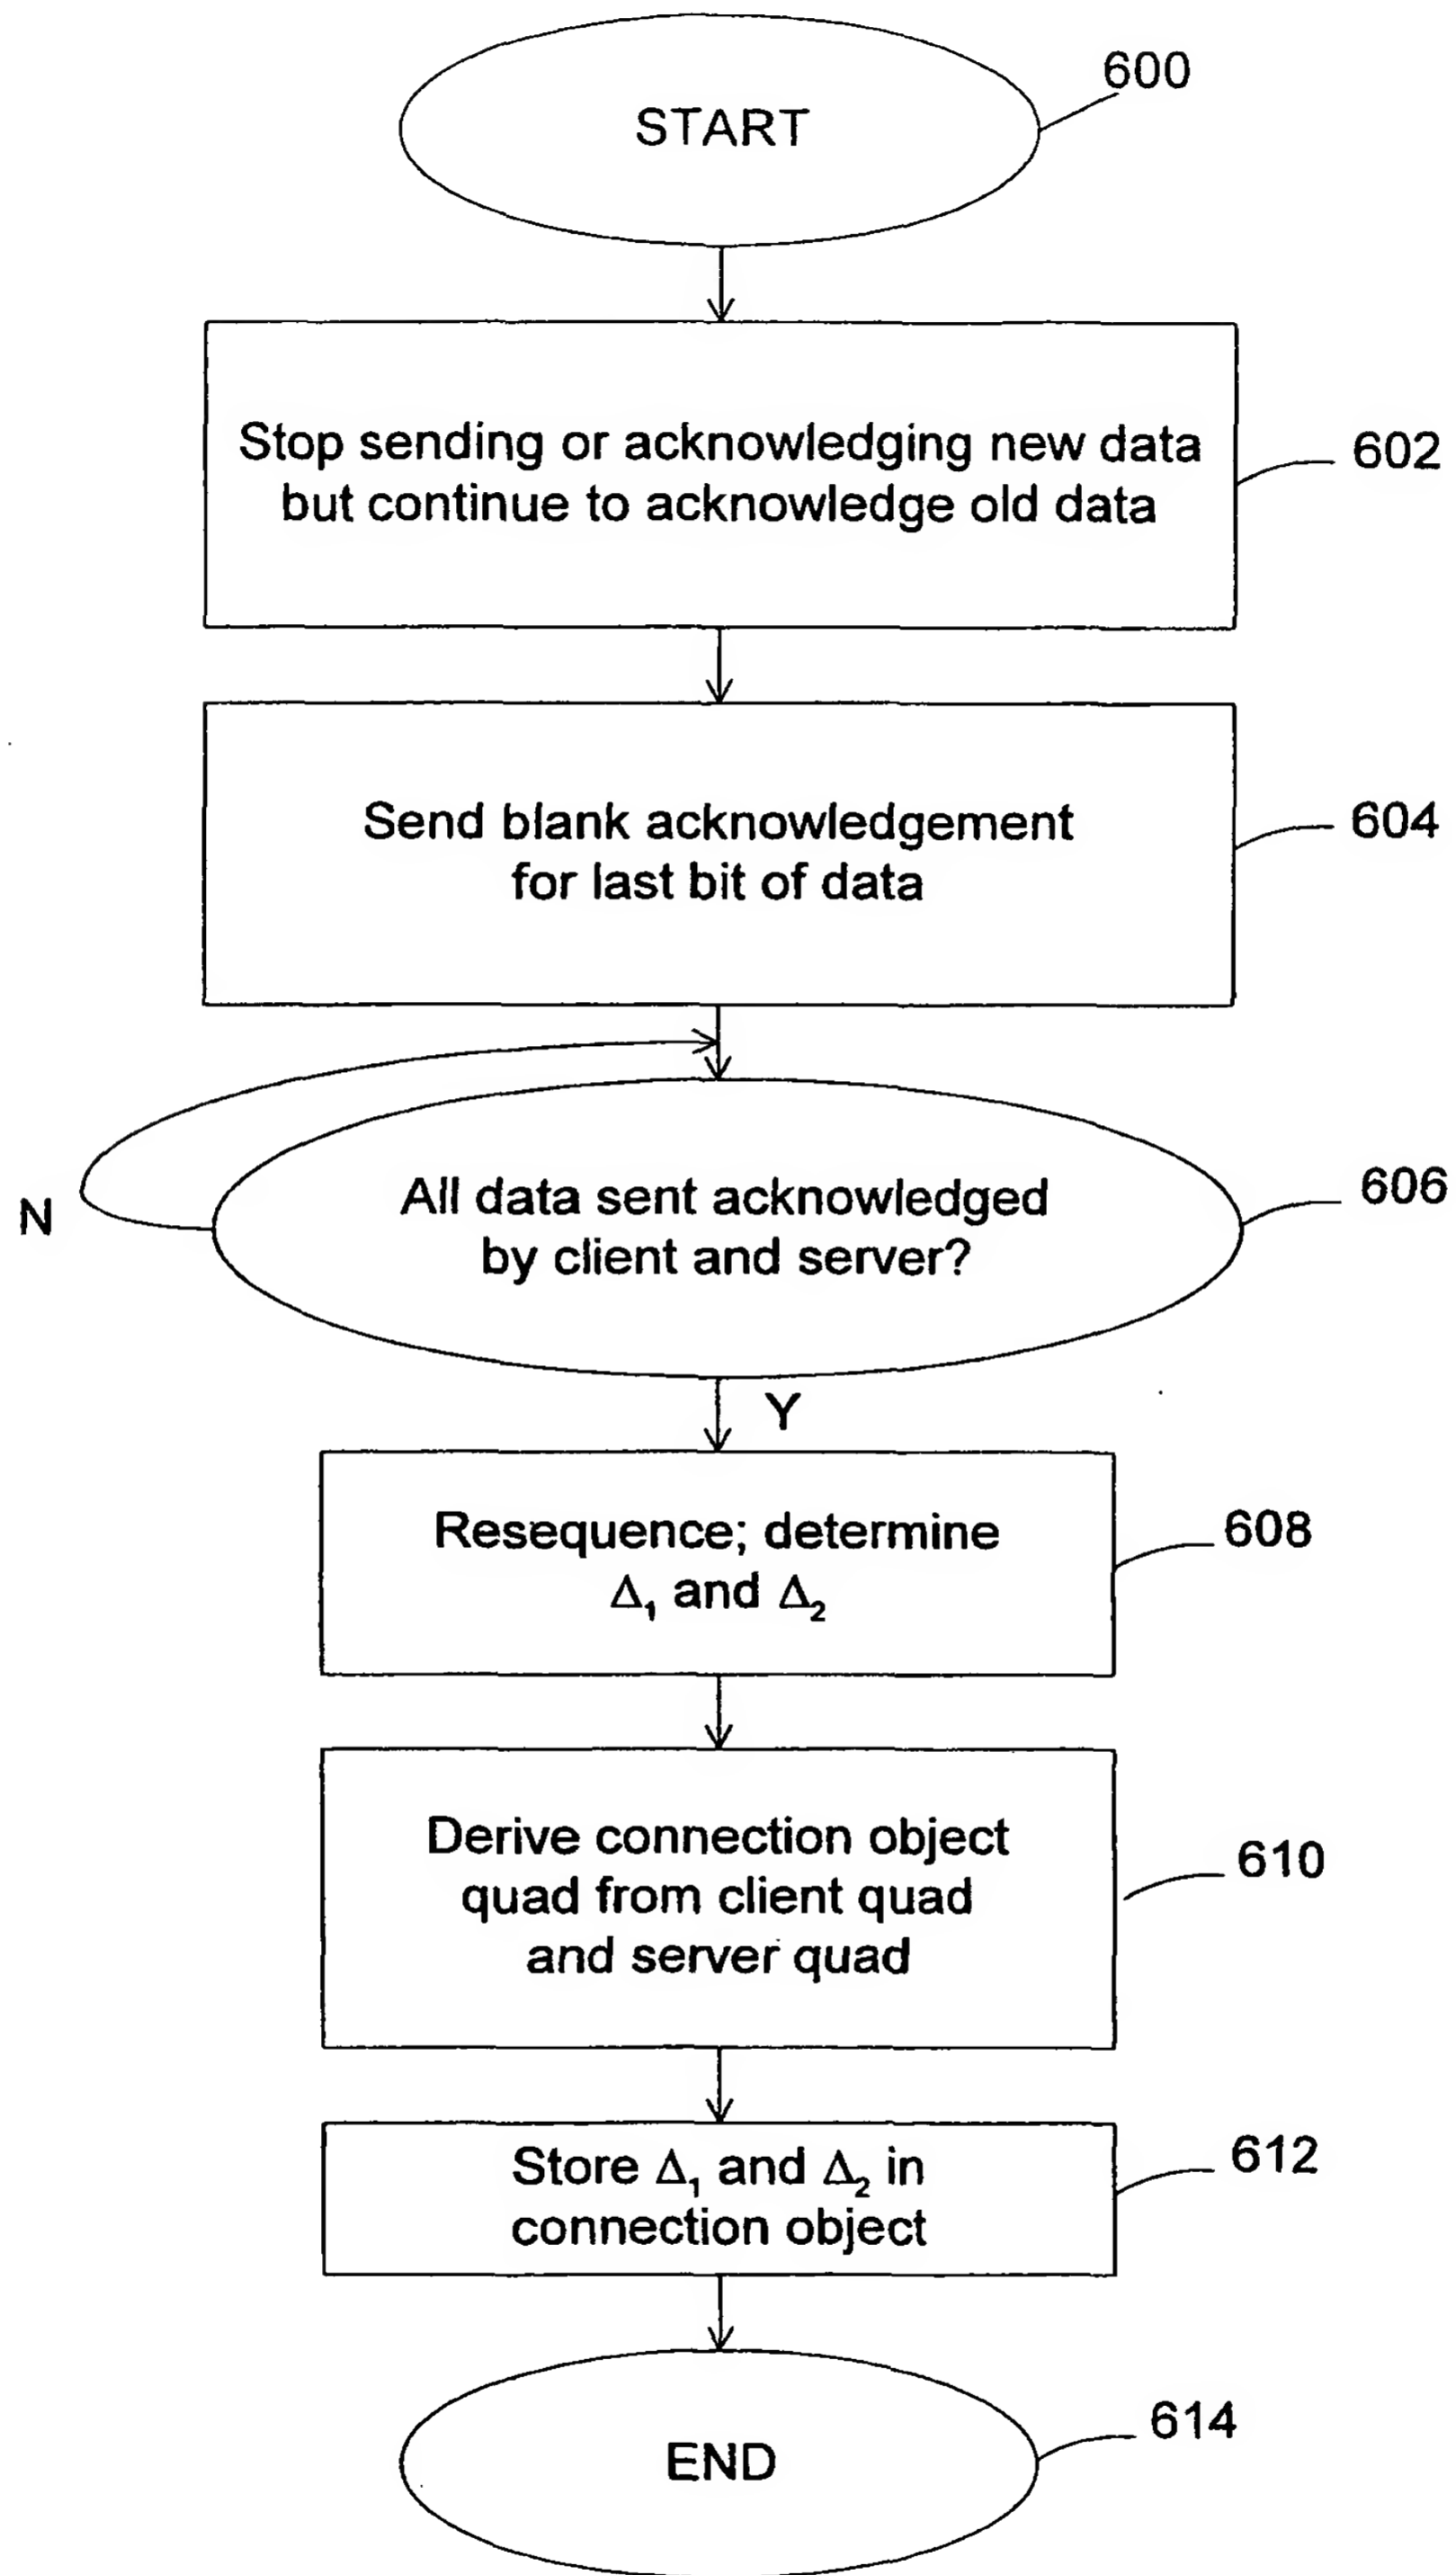 START
600
Stop sending or acknowledging new data
but continue to acknowledge old data
602
Send blank acknowledgement
for last bit of data
604
N
All data sent acknowledged
by client and server?
606
Y
Resequence; determine
Δ₁ and Δ₂
608
Derive connection object
quad from client quad
and server quad
610
Store Δ₁ and Δ₂ in
connection object
612
END
614